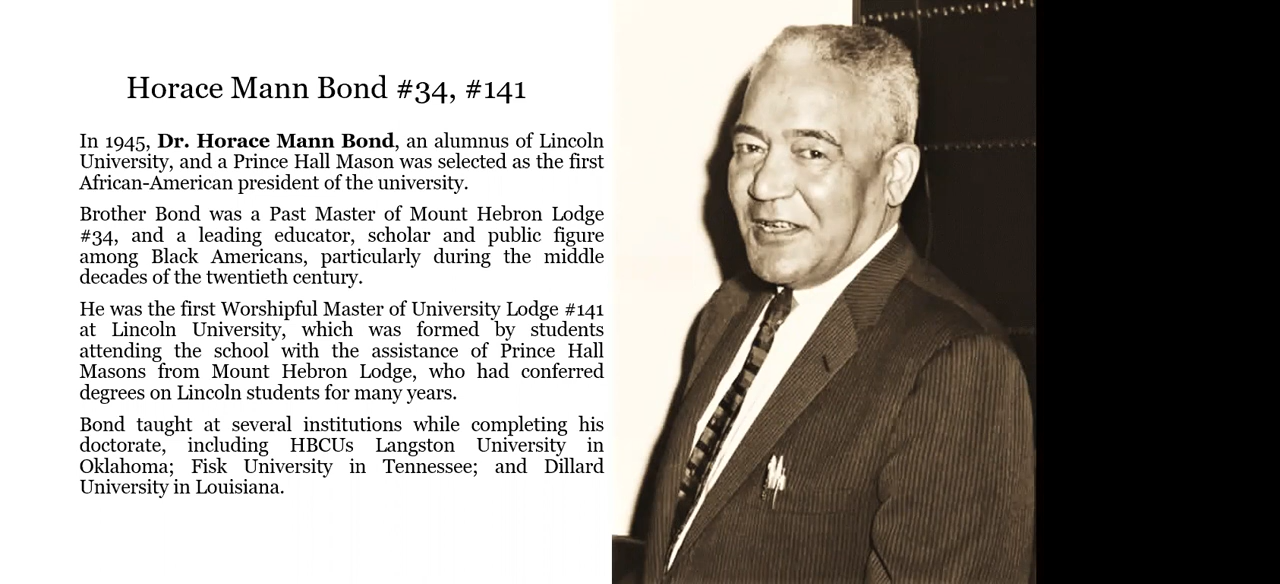 Horace Mann Bond #34, #141
In 1945, Dr. Horace Mann Bond, an alumnus of Lincoln
University, and a Prince Hall Mason was selected as the first
African-American president of the university.
Brother Bond was a Past Master of Mount Hebron Lodge
#34, and a leading educator, scholar and public figure
among Black Americans, particularly during the middle
decades of the twentieth century.
He was the first Worshipful Master of University Lodge #141
at Lincoln University, which was formed by students
attending the school with the assistance of Prince Hall
Masons from Mount Hebron Lodge, who had conferred
degrees on Lincoln students for many years.
Bond taught at several institutions while completing his
doctorate, including HBCUs Langston University in
Oklahoma; Fisk University in Tennessee; and Dillard
University in Louisiana.